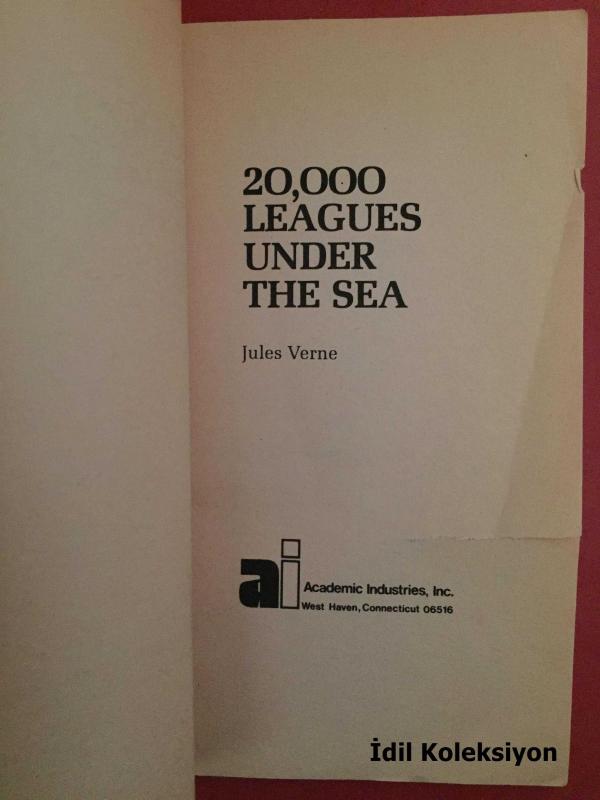 20,000
LEAGUES
UNDER
THE SEA
Jules Verne
ai
Academic Industries, Inc.
West Haven, Connecticut 06516
İdil Koleksiyon